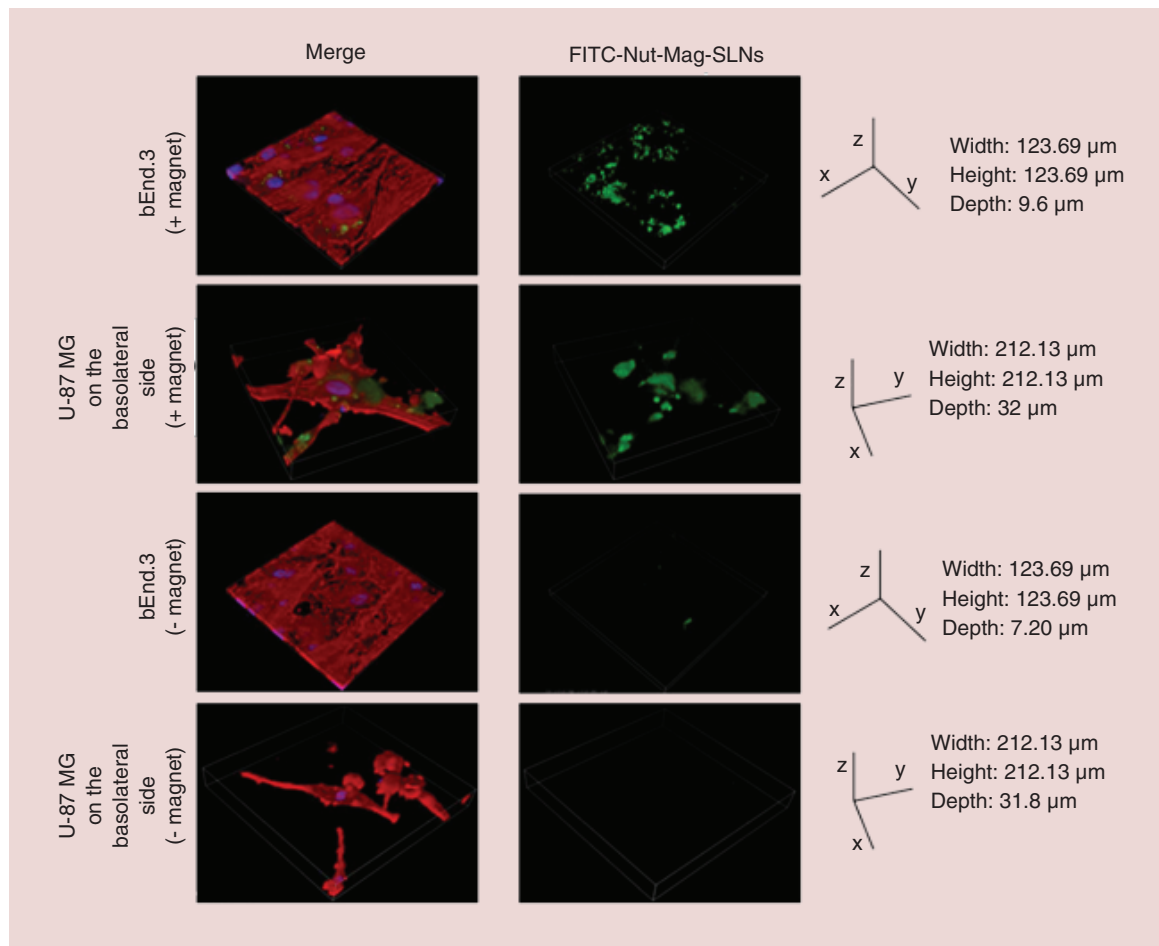 Merge
FITC-Nut-Mag-SLNs
bEnd.3
(+ magnet)
z
x
y
Width: 123.69 µm
Height: 123.69 µm
Depth: 9.6 µm
U-87 MG
on the
basolateral
side
(+ magnet)
z
y
x
Width: 212.13 µm
Height: 212.13 µm
Depth: 32 µm
bEnd.3
(- magnet)
z
x
y
Width: 123.69 µm
Height: 123.69 µm
Depth: 7.20 µm
U-87 MG
on the
basolateral
side
(- magnet)
z
y
x
Width: 212.13 µm
Height: 212.13 µm
Depth: 31.8 µm